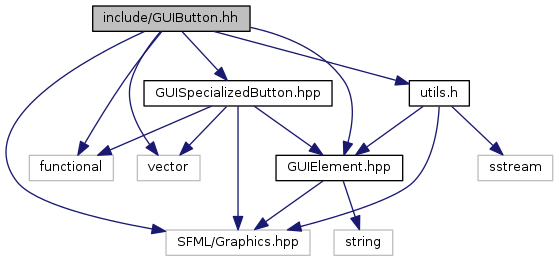 include/GUIButton.hh
GUISpecializedButton.hpp
utils.h
functional
vector
GUIElement.hpp
sstream
SFML/Graphics.hpp
string